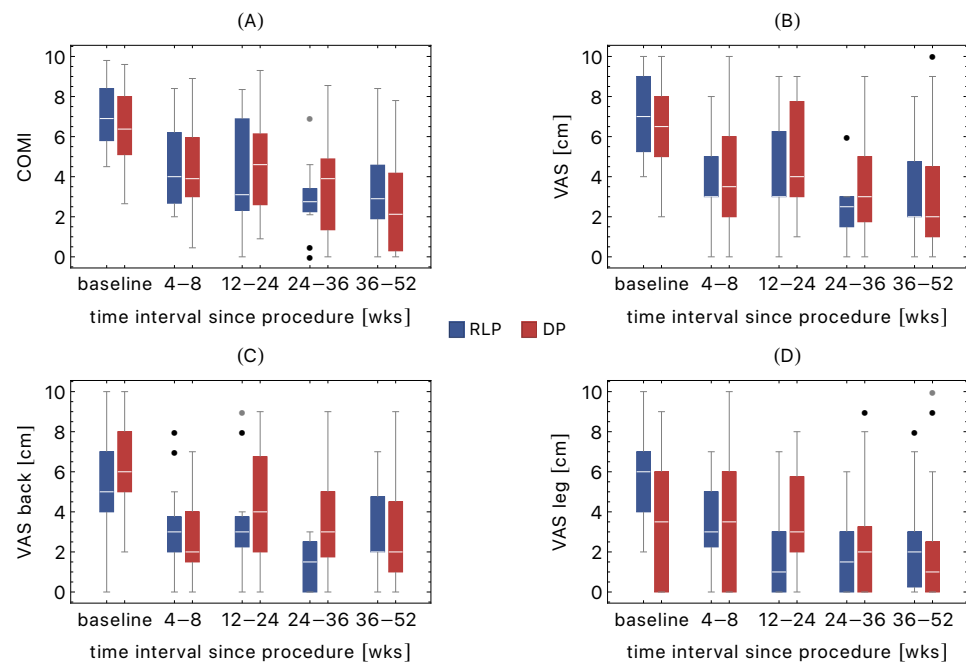 (A)
10
8
6
4
2
0
COMI
baseline 4–8 12–24 24–36 36–52
time interval since procedure [wks]
(B)
10
8
6
4
2
0
VAS [cm]
baseline 4–8 12–24 24–36 36–52
time interval since procedure [wks]
RLP DP
(C)
10
8
6
4
2
0
VAS back [cm]
baseline 4–8 12–24 24–36 36–52
time interval since procedure [wks]
(D)
10
8
6
4
2
0
VAS leg [cm]
baseline 4–8 12–24 24–36 36–52
time interval since procedure [wks]